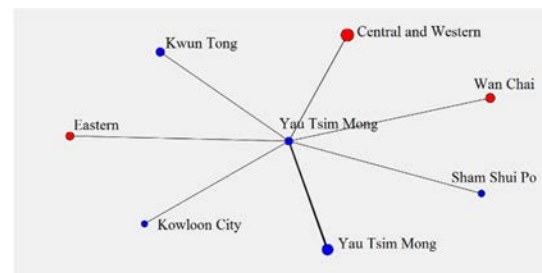 Central and Western
Kwun Tong
Wan Chai
Yau Tsim Mong
Eastern
Sham Shui Po
Kowloon City
Yau Tsim Mong